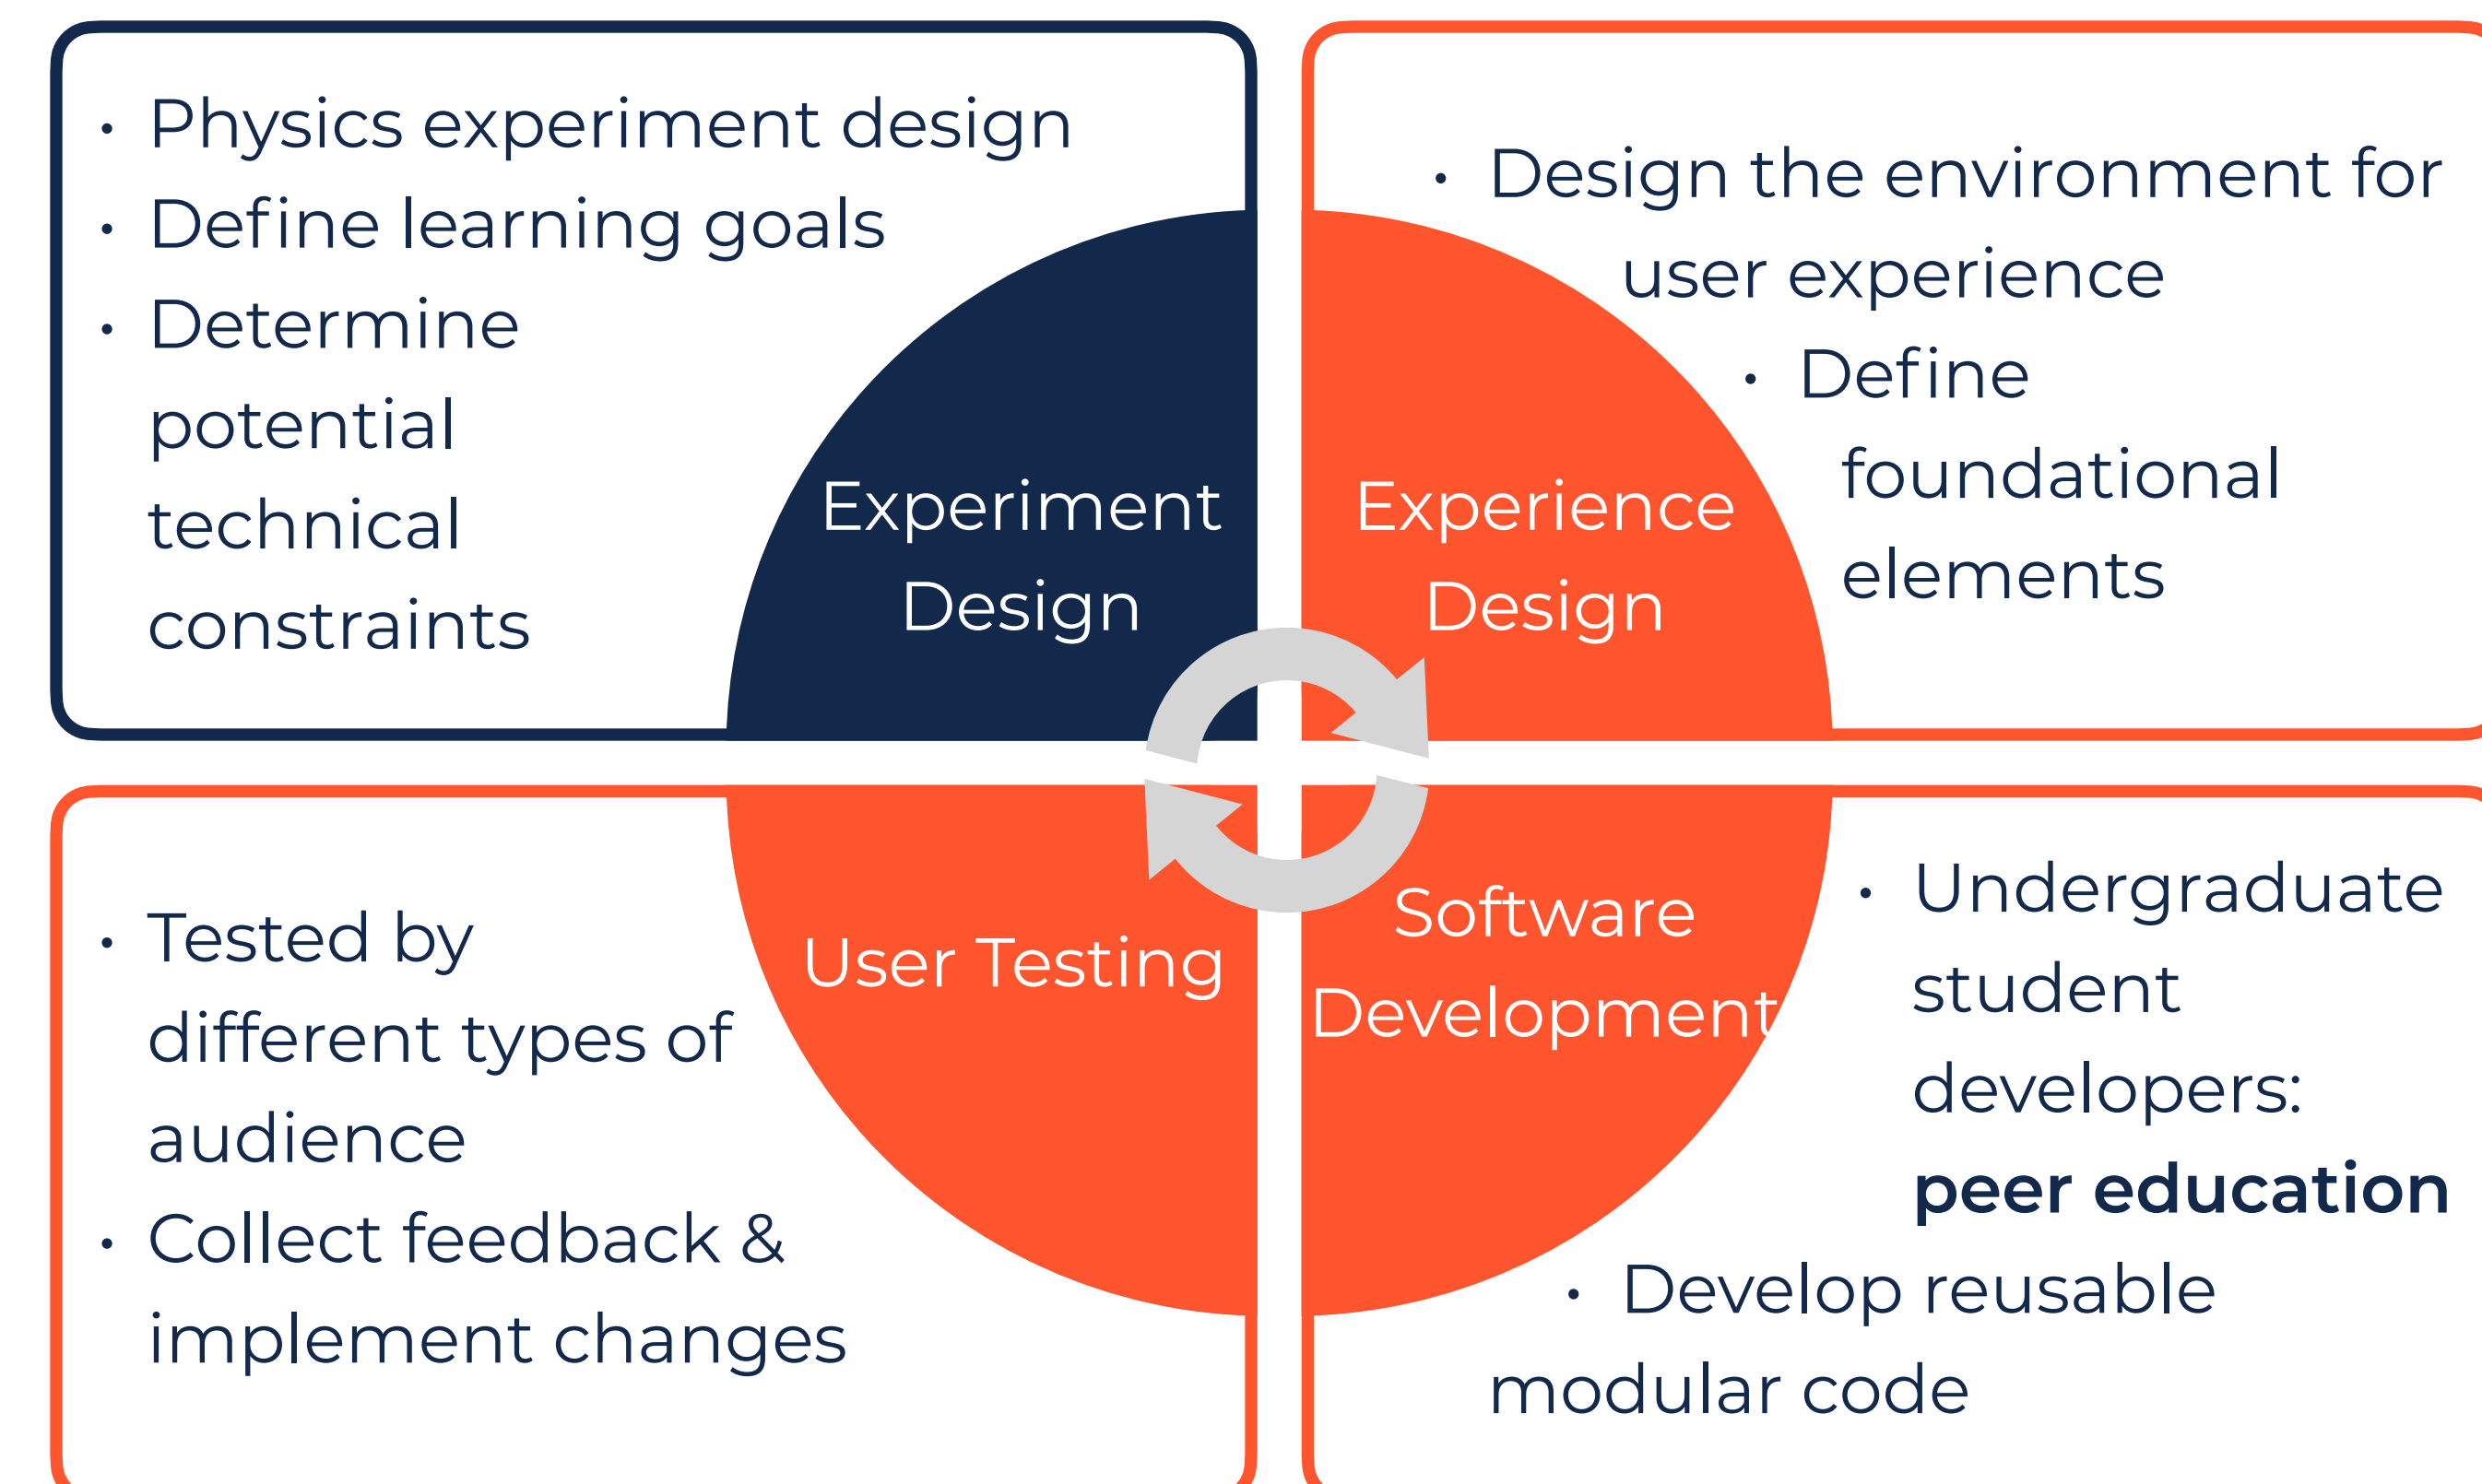 • Physics experiment design
• Define learning goals
• Determine
potential
technical
constraints
Experiment
Design
• Design the environment for
user experience
• Define
foundational
elements
Experience
Design
• Tested by
different types of
audience
• Collect feedback &
implement changes
User Testing
Software
Development
• Undergraduate
student
developers:
peer education
• Develop reusable
modular code